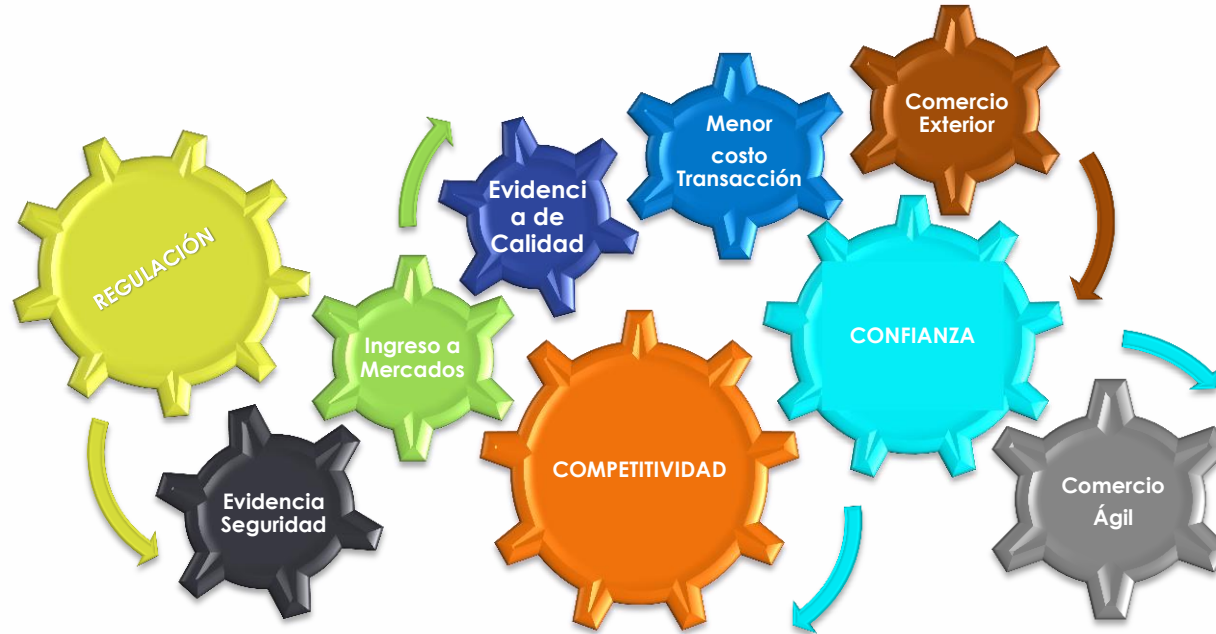 REGULACIÓN
Evidencia
Seguridad
Ingreso a
Mercados
Evidenci
a de
Calidad
Menor
costo
Transacción
Comercio
Exterior
COMPETITIVIDAD
CONFIANZA
Comercio
Ágil